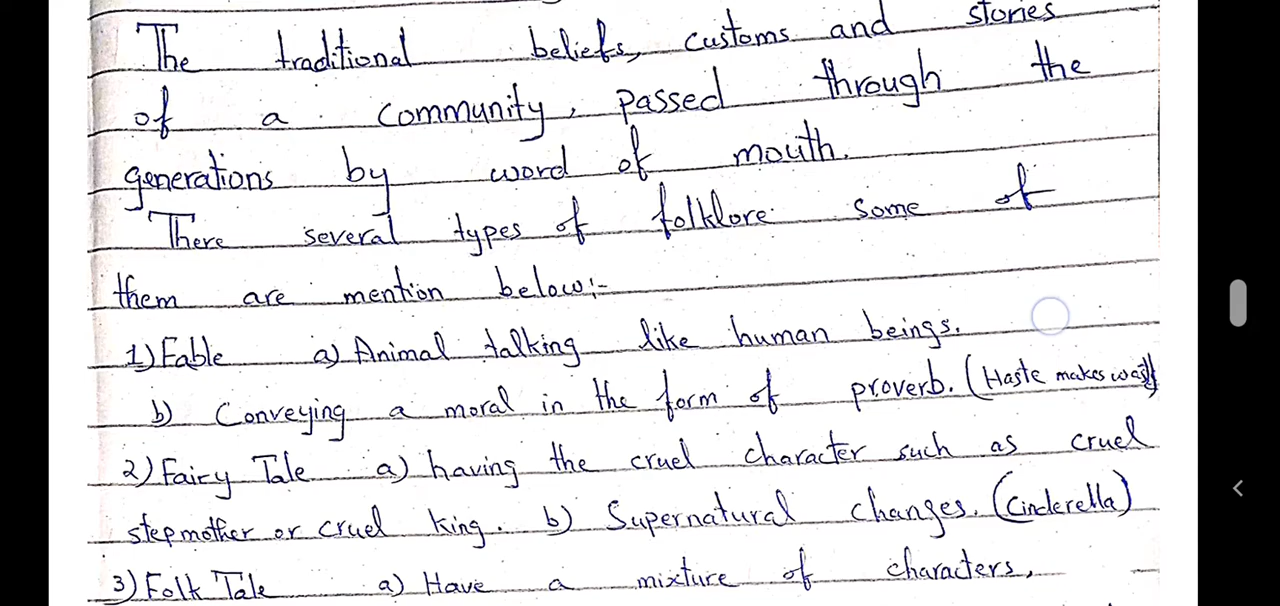 The traditional beliefs, customs and stories
of a community, passed through the
generations by word of mouth.
There several types of folklore some of
them are mention below:-
1) Fable a) Animal talking like human beings.
b) Conveying a moral in the form of proverb. (Haste makes waste)
2) Fairy Tale a) having the cruel character such as cruel
stepmother or cruel king. b) Supernatural changes. (Cinderella)
3) Folk Tale a) Have a mixture of characters,